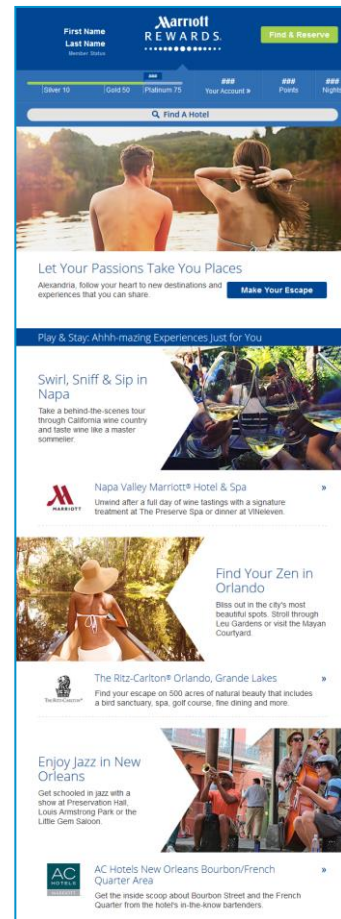 First Name
Last Name
Member Status
Marriott
REWARDS.
Find & Reserve
###
Silver 10
Gold 50
Platinum 75
###
Your Account »
###
Points
###
Nights
Find A Hotel
Let Your Passions Take You Places
Alexandria, follow your heart to new destinations and
experiences that you can share.
Make Your Escape
Play & Stay: Ahhh-mazing Experiences Just for You
Swirl, Sniff & Sip in
Napa
Take a behind-the-scenes tour
through California wine country
and taste wine like a master
sommelier.
MARRIOTT
Napa Valley Marriott® Hotel & Spa »
Unwind after a full day of wine tastings with a signature
treatment at The Preserve Spa or dinner at VINeleven.
Find Your Zen in
Orlando
Bliss out in the city's most
beautiful spots. Stroll through
Leu Gardens or visit the Mayan
Courtyard.
THE RITZ-CARLTON®
The Ritz-Carlton® Orlando, Grande Lakes »
Find your escape on 500 acres of natural beauty that includes
a bird sanctuary, spa, golf course, fine dining and more.
Enjoy Jazz in New
Orleans
Get schooled in jazz with a
show at Preservation Hall,
Louis Armstrong Park or the
Little Gem Saloon.
AC
HOTELS
MARRIOTT
AC Hotels New Orleans Bourbon/French »
Quarter Area
Get the inside scoop about Bourbon Street and the French
Quarter from the hotel's in-the-know bartenders.